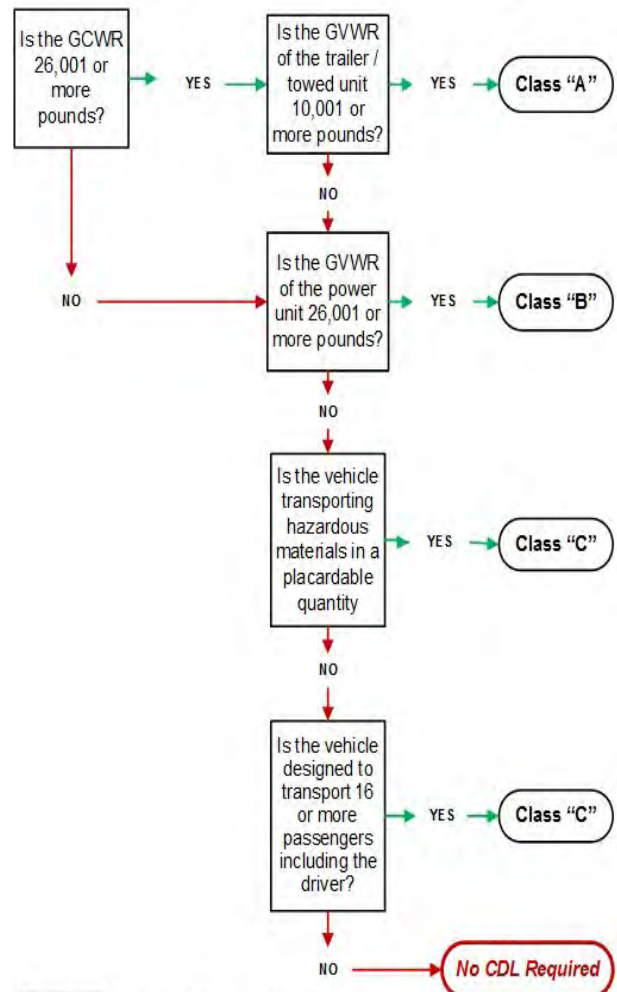 Is the GCWR
26,001 or
more
pounds?
YES
Is the GVWR
of the trailer /
towed unit
10,001 or
more pounds?
YES
Class “A”
NO
NO
Is the GVWR
of the power
unit 26,001 or
more pounds?
YES
Class “B”
NO
Is the vehicle
transporting
hazardous
materials in a
placardable
quantity
YES
Class “C”
NO
Is the vehicle
designed to
transport 16
or more
passengers
including the
driver?
YES
Class “C”
NO
No CDL Required